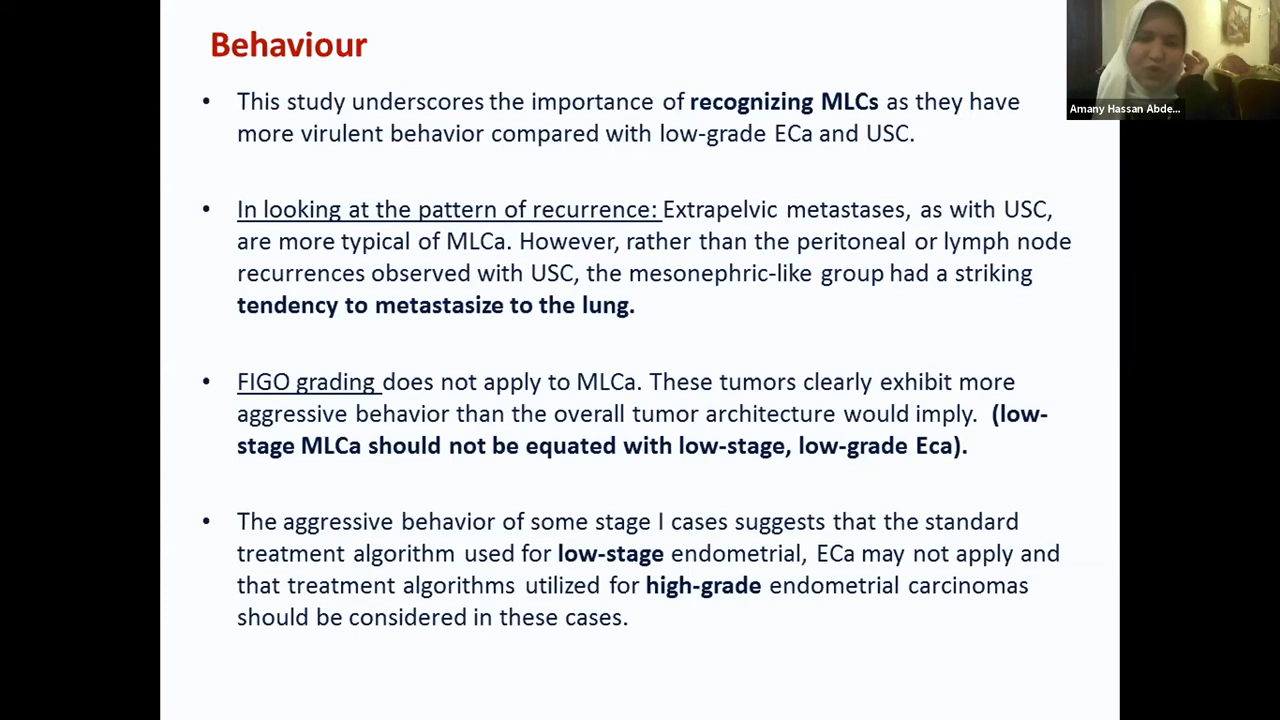 Behaviour
• This study underscores the importance of recognizing MLCs as they have
more virulent behavior compared with low-grade ECa and USC.
• In looking at the pattern of recurrence: Extrapelvic metastases, as with USC,
are more typical of MLCa. However, rather than the peritoneal or lymph node
recurrences observed with USC, the mesonephric-like group had a striking
tendency to metastasize to the lung.
• FIGO grading does not apply to MLCa. These tumors clearly exhibit more
aggressive behavior than the overall tumor architecture would imply. (low-
stage MLCa should not be equated with low-stage, low-grade Eca).
• The aggressive behavior of some stage I cases suggests that the standard
treatment algorithm used for low-stage endometrial, ECa may not apply and
that treatment algorithms utilized for high-grade endometrial carcinomas
should be considered in these cases.
Amany Hassan Abde...